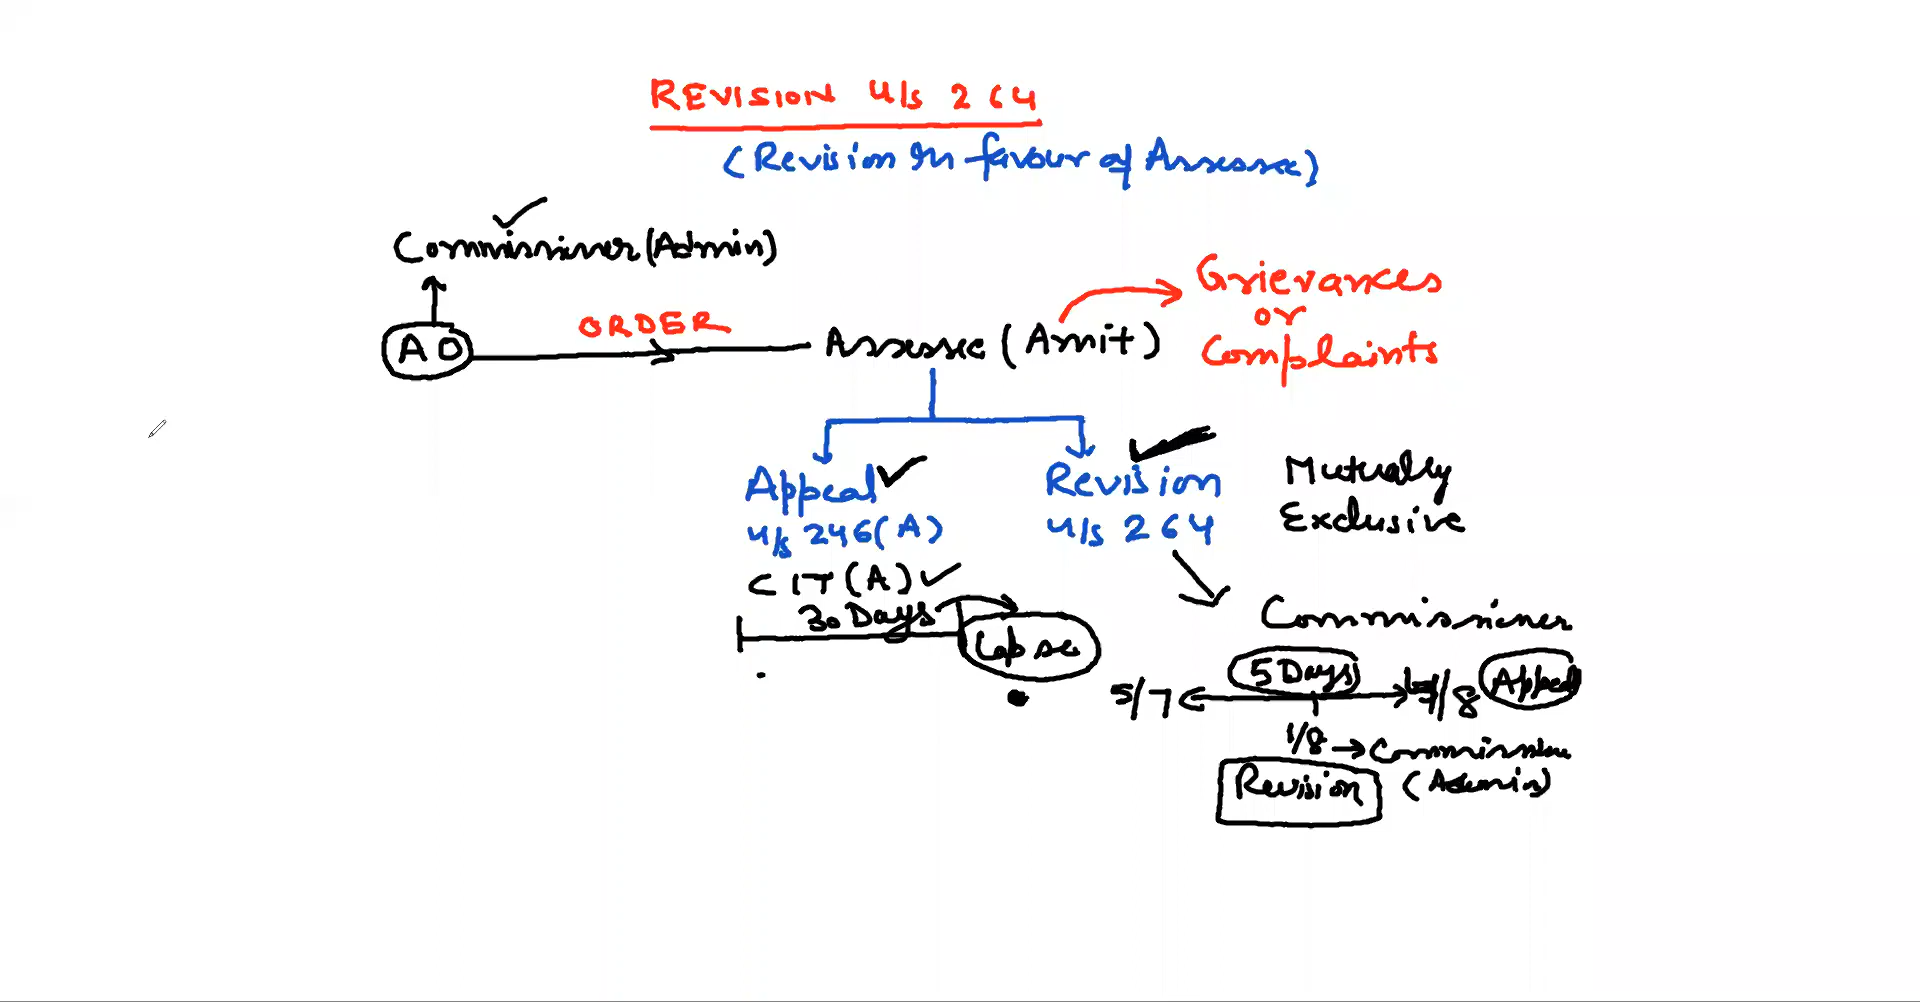 REVISION u/s 264
(Revision In favour of Assessee)
Commissioner (Admin)
AO
ORDER
Assessee (Amit)
Grievances
or
Complaints
Appeal
u/s 246(A)
CIT (A)
30 Days
Lapse
Revision
u/s 264
Mutually
Exclusive
Commissioner
5 Days
5/7
/8
Appeal
1/8 → Commissioner
(Admin)
Revision